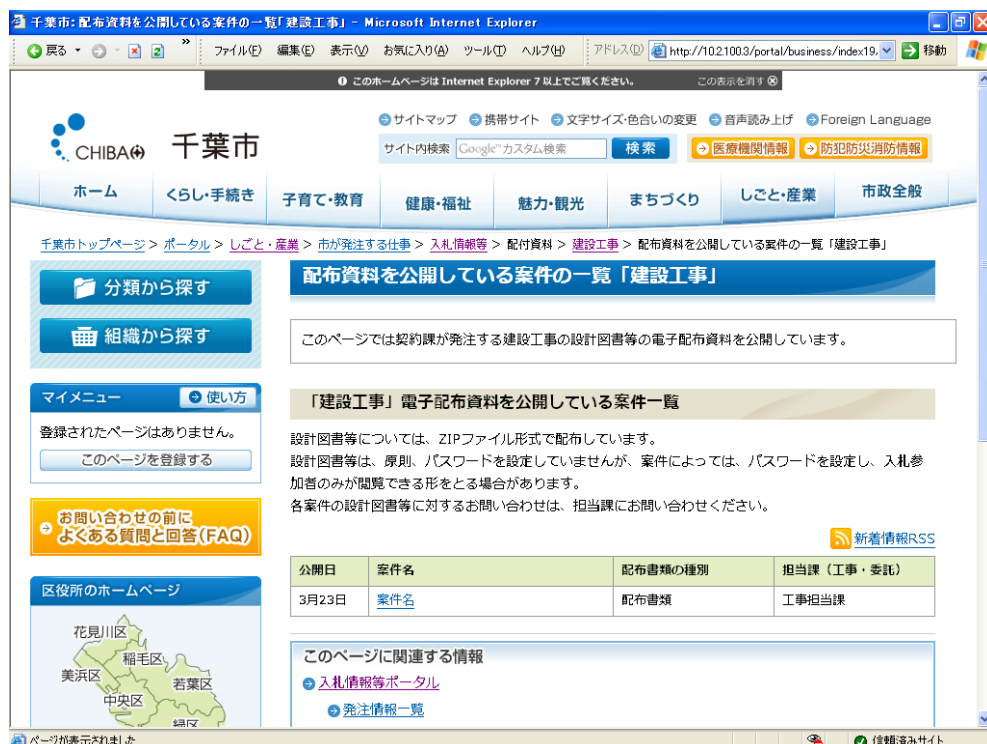 千葉市: 配布資料を公開している案件の一覧「建設工事」 - Microsoft Internet Explorer
戻る
ファイル(F) 編集(E) 表示(V) お気に入り(A) ツール(T) ヘルプ(H)
アドレス(D) http://102.100.3/portal/business/index19. 移動
このホームページは Internet Explorer 7 以上でご覧ください。 この表示を消す
サイトマップ 携帯サイト 文字サイズ・色合いの変更 音声読み上げ Foreign Language
CHIBA 千葉市
サイト内検索 Google™ カスタム検索 検索 医療機関情報 防犯防災消防情報
ホーム くらし・手続き 子育て・教育 健康・福祉 魅力・観光 まちづくり しごと・産業 市政全般
千葉市トップページ > ポータル > しごと・産業 > 市が発注する仕事 > 入札情報等 > 配付資料 > 建設工事 > 配布資料を公開している案件の一覧「建設工事」
分類から探す
組織から探す
マイメニュー 使い方
登録されたページはありません。
このページを登録する
お問い合わせの前に
よくある質問と回答(FAQ)
区役所のホームページ
花見川区
稲毛区
美浜区
若葉区
中央区
緑区
配布資料を公開している案件の一覧「建設工事」
このページでは契約課が発注する建設工事の設計図書等の電子配布資料を公開しています。
「建設工事」電子配布資料を公開している案件一覧
設計図書等については、ZIPファイル形式で配布しています。
設計図書等は、原則、パスワードを設定していませんが、案件によっては、パスワードを設定し、入札参
加者のみが閲覧できる形をとる場合があります。
各案件の設計図書等に対するお問い合わせは、担当課にお問い合わせください。
新着情報RSS
公開日 案件名 配布書類の種別 担当課（工事・委託）
3月23日 案件名 配布書類 工事担当課
このページに関連する情報
入札情報等ポータル
発注情報一覧
ページが表示されました
信頼済みサイト